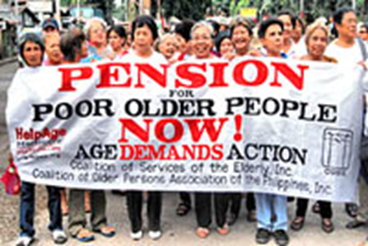 PENSION
FOR
POOR OLDER PEOPLE
NOW!
HelpAge
AGE DEMANDS ACTION
Coalition of Services of the Elderly, Inc.
Coalition of Older Persons Association of the Philippines, Inc